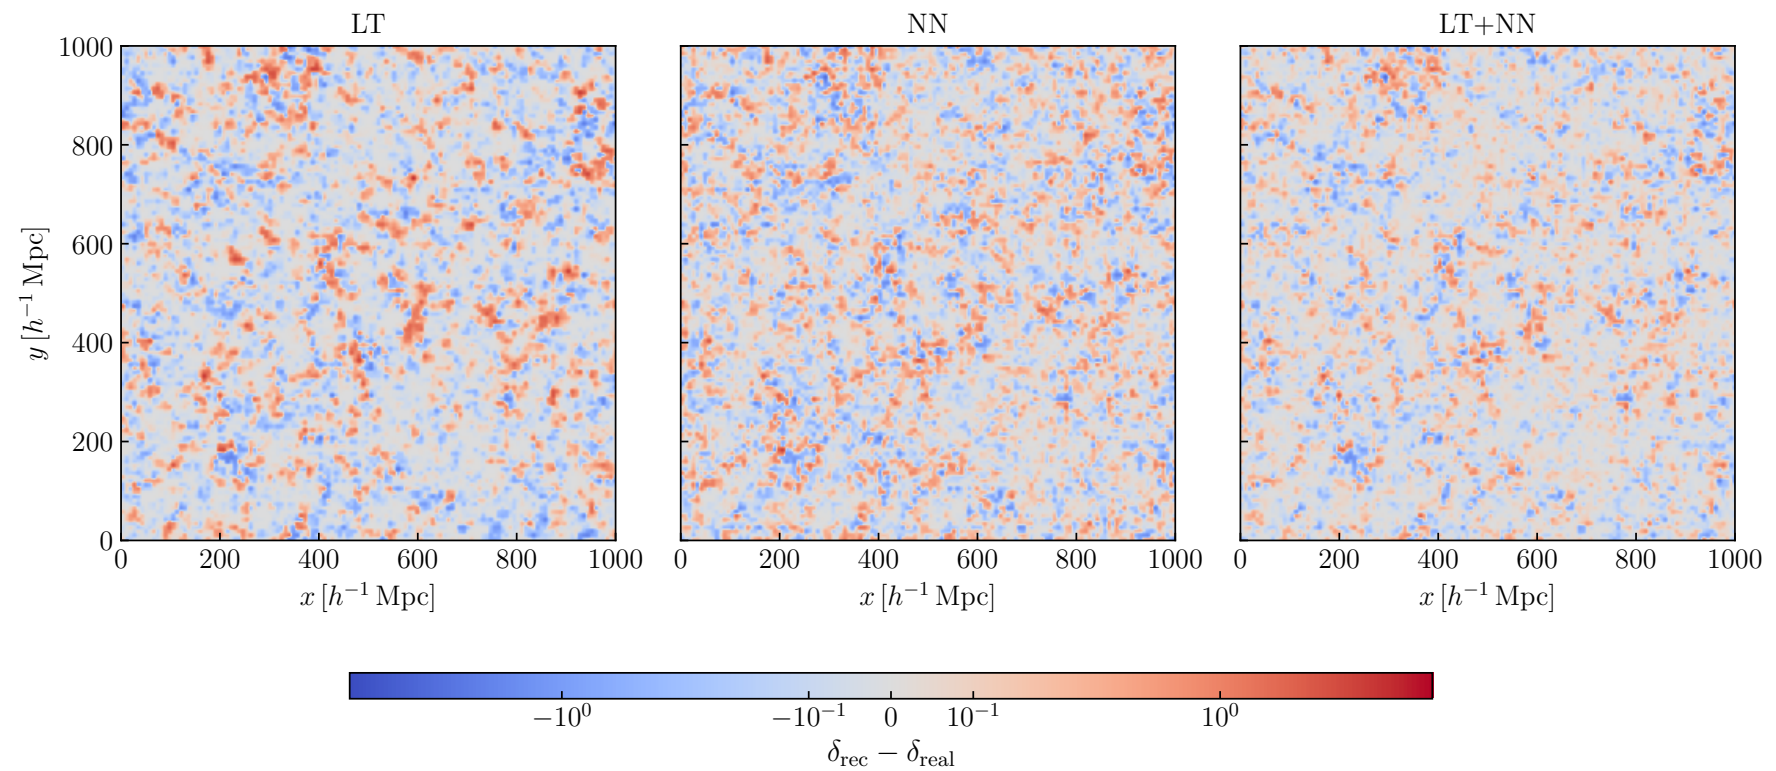 LT NN LT+NN
1000
800
600
400
200
0
y [h⁻¹ Mpc]
0 200 400 600 800 1000 0 200 400 600 800 1000 0 200 400 600 800 1000
x [h⁻¹ Mpc] x [h⁻¹ Mpc] x [h⁻¹ Mpc]
−10⁰ −10⁻¹ 0 10⁻¹ 10⁰
δrec − δreal